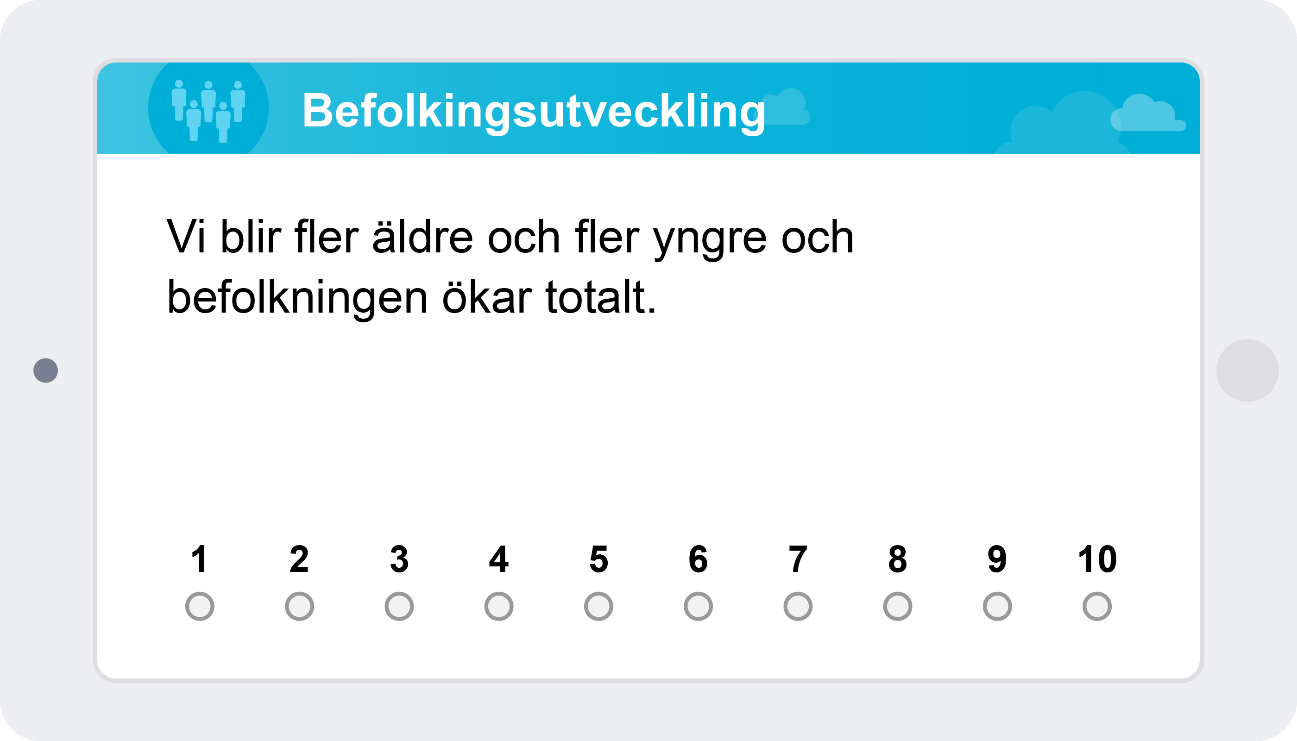 Befolkingsutveckling
Vi blir fler äldre och fler yngre och
befolkningen ökar totalt.
1 2 3 4 5 6 7 8 9 10